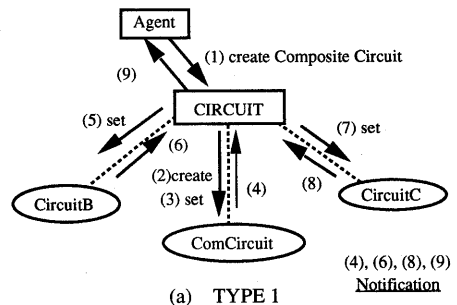 Agent
(1) create Composite Circuit
(9)
CIRCUIT
(5) set
(7) set
(6)
(2)create
(8)
(3) set
(4)
CircuitB
CircuitC
ComCircuit
(4), (6), (8), (9)
Notification
(a) TYPE 1